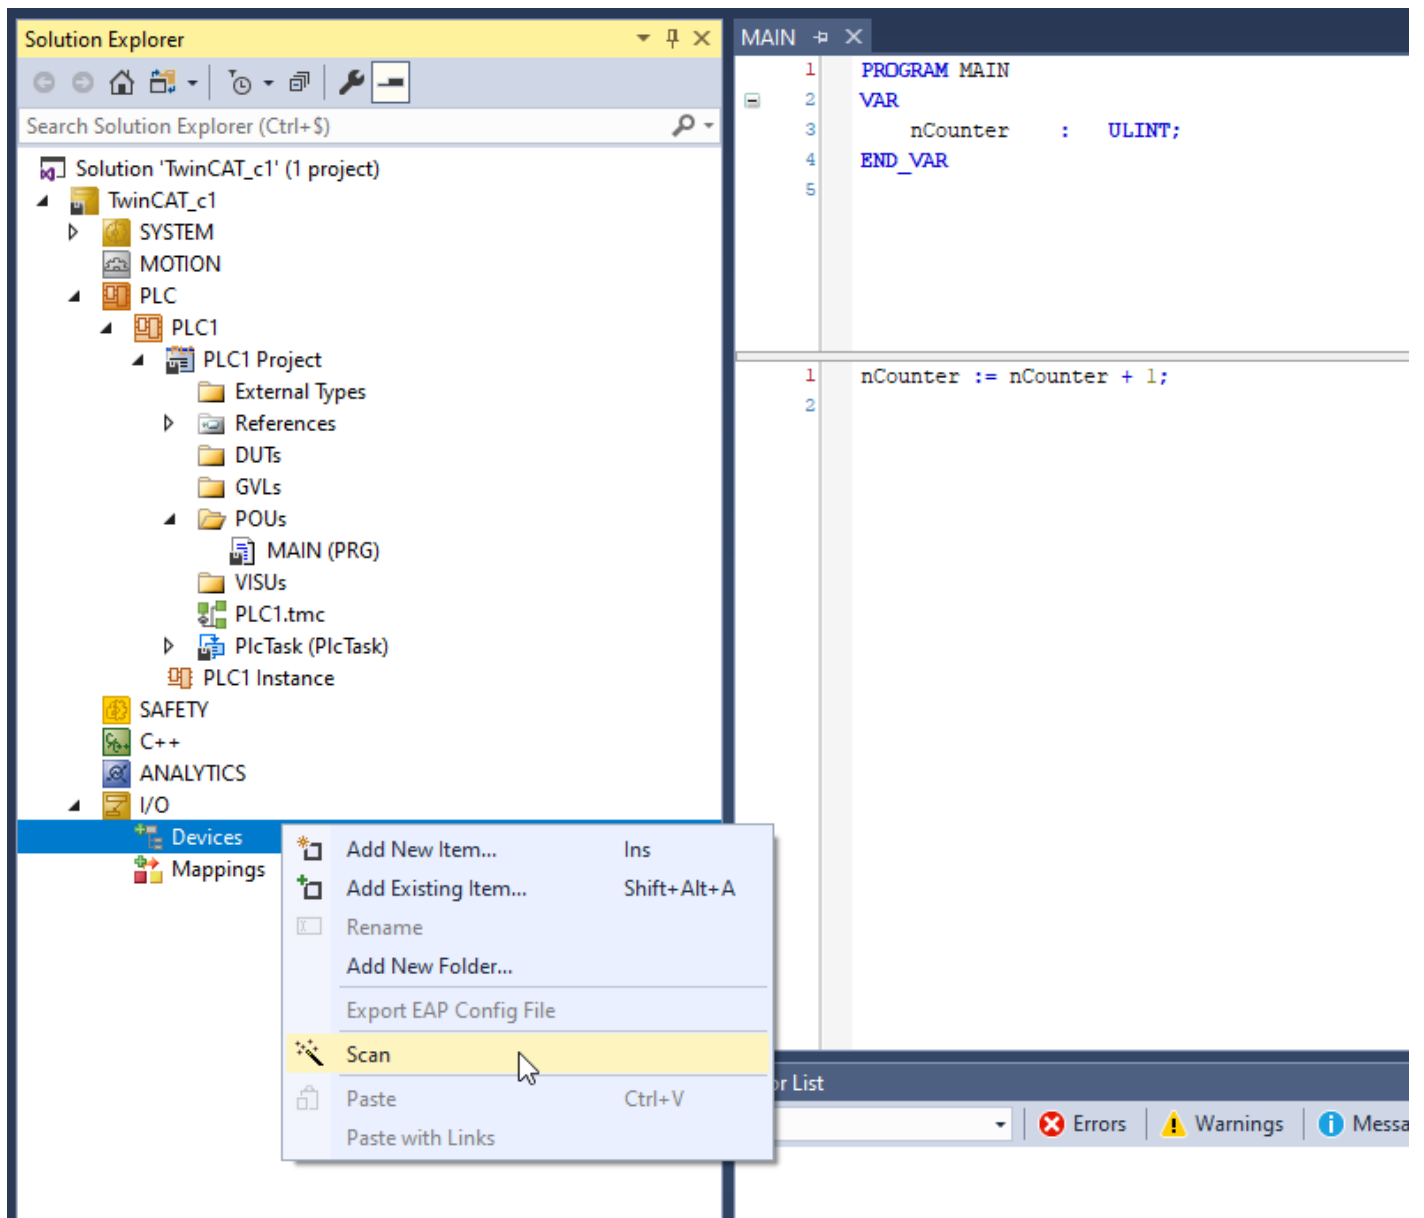 Solution Explorer
Search Solution Explorer (Ctrl+$)
Solution 'TwinCAT_c1' (1 project)
TwinCAT_c1
SYSTEM
MOTION
PLC
PLC1
PLC1 Project
External Types
References
DUTs
GVLs
POUs
MAIN (PRG)
VISUs
PLC1.tmc
PlcTask (PlcTask)
PLC1 Instance
SAFETY
C++
ANALYTICS
I/O
Devices
Mappings
Add New Item... Ins
Add Existing Item... Shift+Alt+A
Rename
Add New Folder...
Export EAP Config File
Scan
Paste Ctrl+V
Paste with Links
MAIN
1 PROGRAM MAIN
2 VAR
3 nCounter : ULINT;
4 END_VAR
5
1 nCounter := nCounter + 1;
2
or List
Errors Warnings Messa